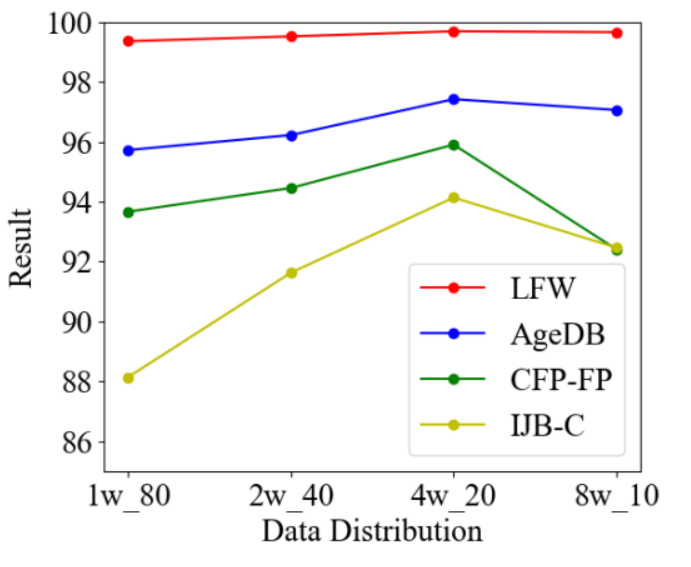 100
98
96
94
92
90
88
86
Result
LFW
AgeDB
CFP-FP
IJB-C
1w_80 2w_40 4w_20 8w_10
Data Distribution